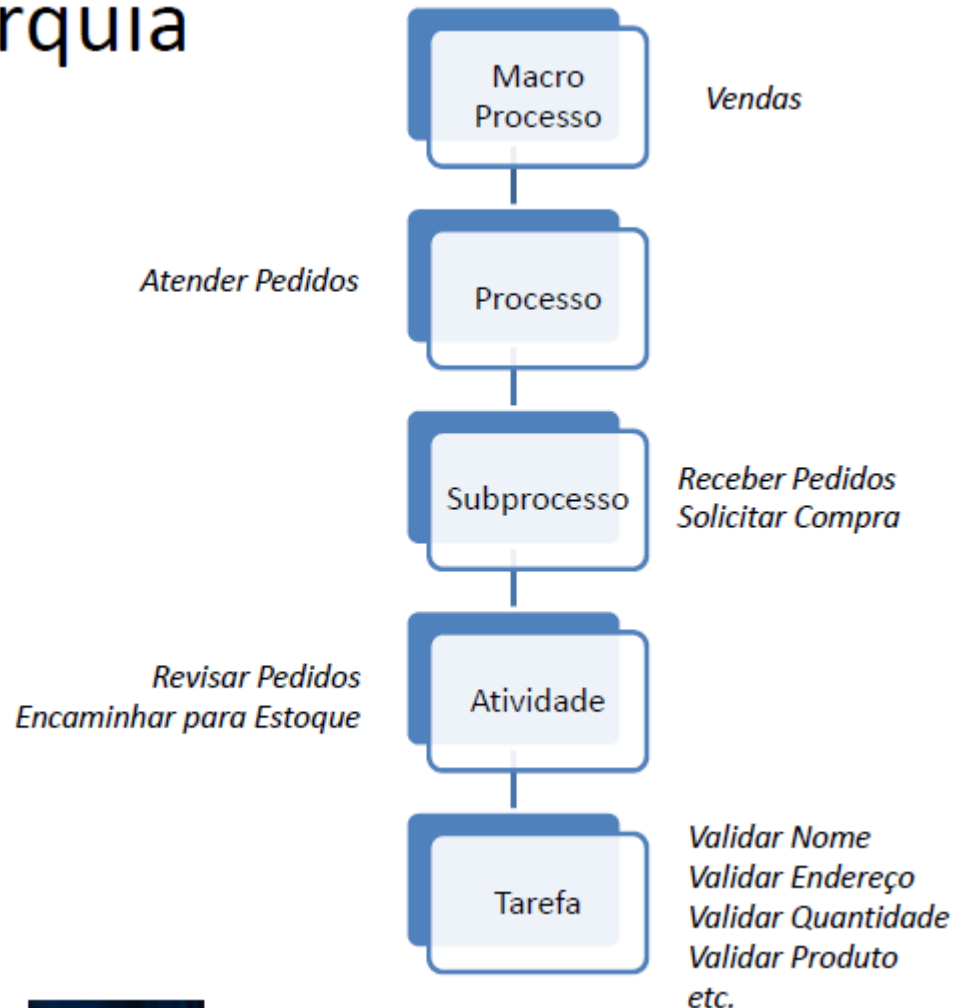 rquia
Macro
Processo
Vendas
Atender Pedidos
Processo
Subprocesso
Receber Pedidos
Solicitar Compra
Revisar Pedidos
Encaminhar para Estoque
Atividade
Tarefa
Validar Nome
Validar Endereço
Validar Quantidade
Validar Produto
etc.